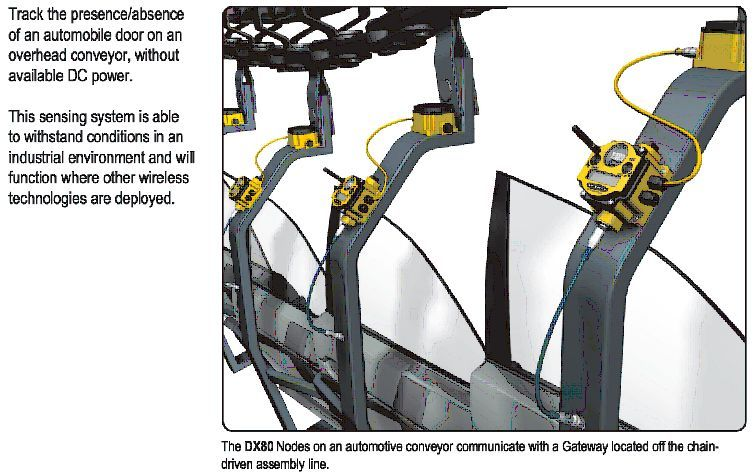 Track the presence/absence
of an automobile door on an
overhead conveyor, without
available DC power.
This sensing system is able
to withstand conditions in an
industrial environment and will
function where other wireless
technologies are deployed.
The DX80 Nodes on an automotive conveyor communicate with a Gateway located off the chain-
driven assembly line.